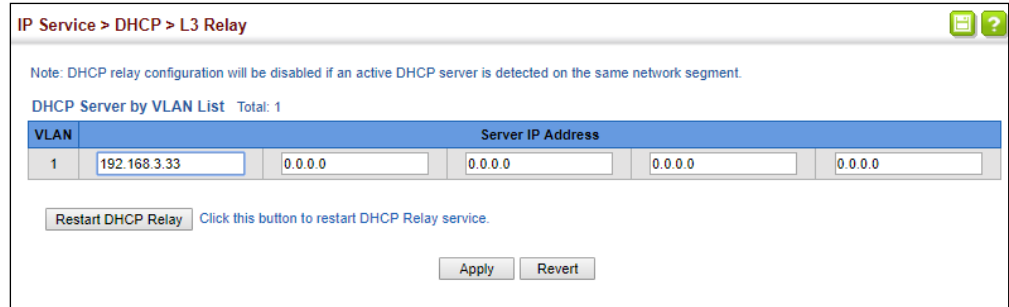 IP Service > DHCP > L3 Relay
?
Note: DHCP relay configuration will be disabled if an active DHCP server is detected on the same network segment.
DHCP Server by VLAN List Total: 1
VLAN Server IP Address
1 192.168.3.33 0.0.0.0 0.0.0.0 0.0.0.0 0.0.0.0
Restart DHCP Relay Click this button to restart DHCP Relay service.
Apply Revert